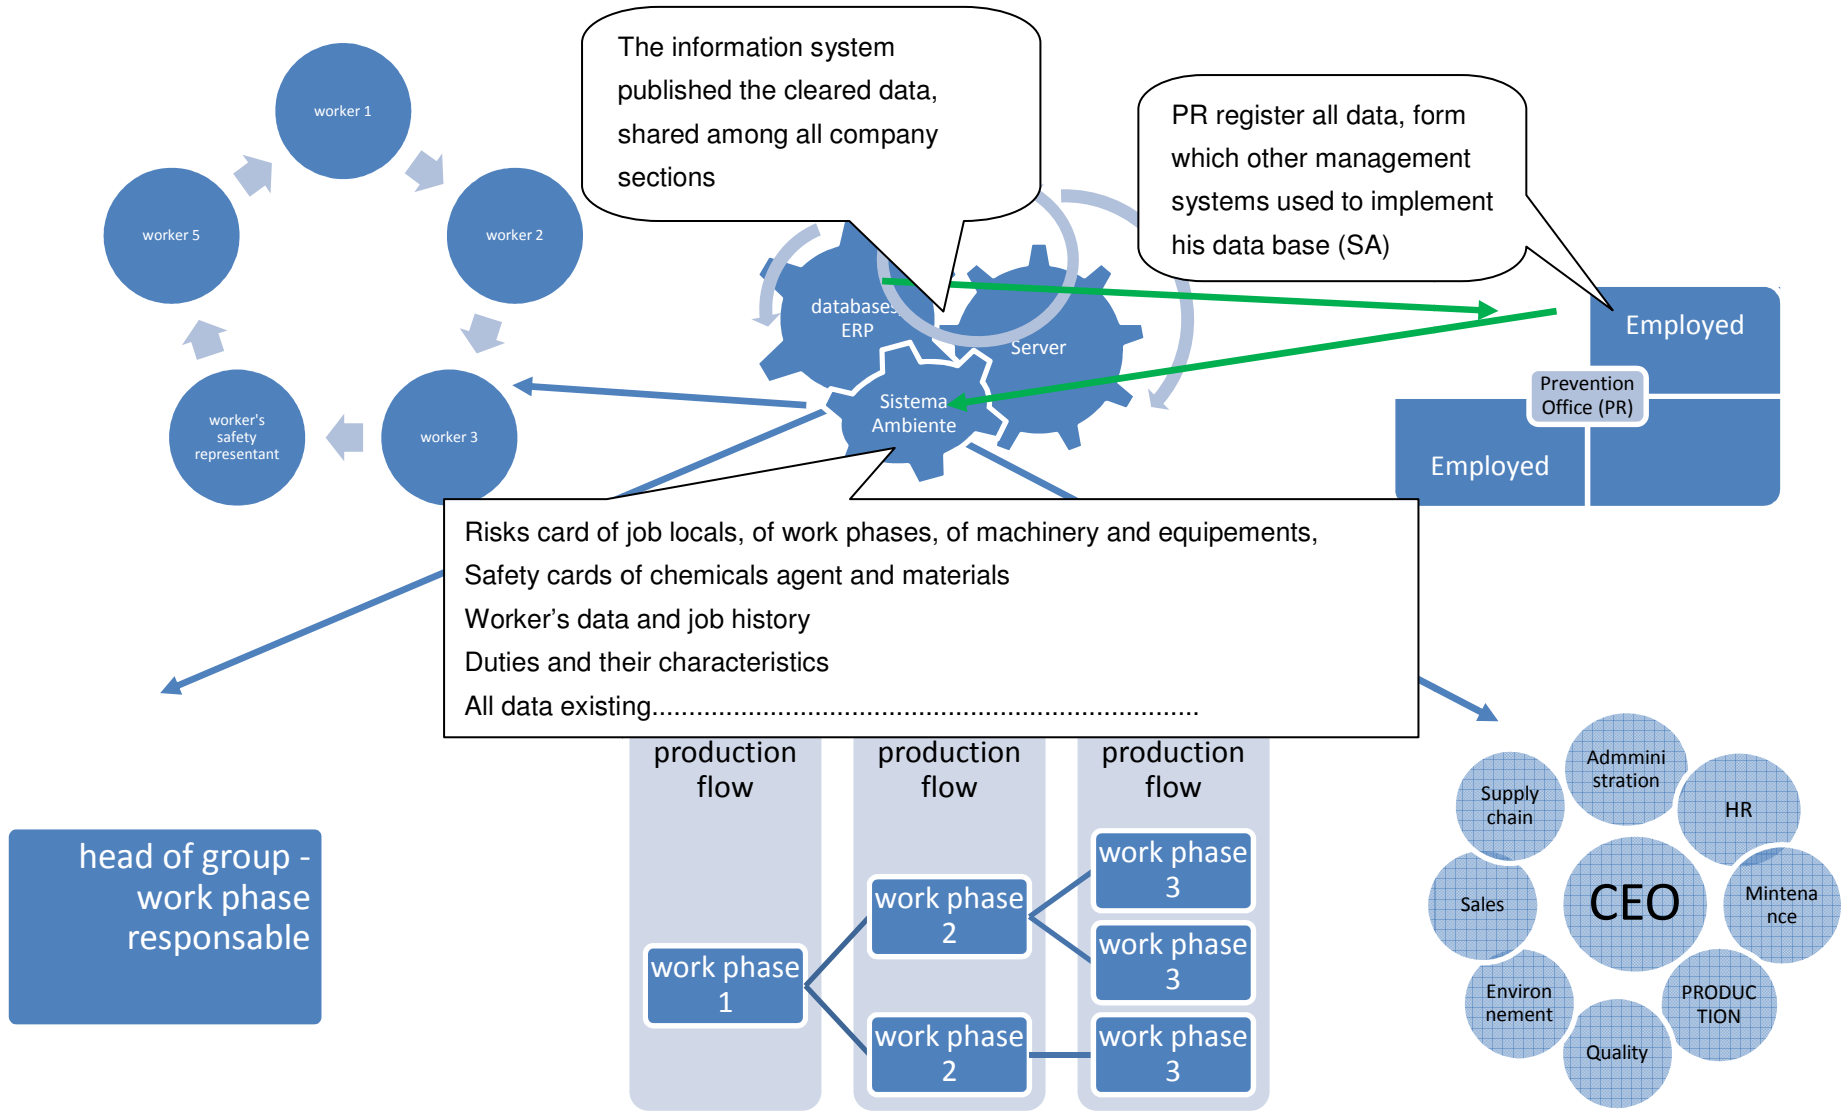 The information system
published the cleared data,
shared among all company
sections
PR register all data, form
which other management
systems used to implement
his data base (SA)
worker 1
worker 2
worker 3
worker's
safety
representant
worker 5
databases,
ERP
Server
Sistema
Ambiente
Employed
Prevention
Office (PR)
Employed
Risks card of job locals, of work phases, of machinery and equipements,
Safety cards of chemicals agent and materials
Worker’s data and job history
Duties and their characteristics
All data existing..........................................................................
head of group -
work phase
responsable
production
flow
production
flow
production
flow
work phase
1
work phase
2
work phase
2
work phase
3
work phase
3
work phase
3
Admmini
stration
HR
Mintena
nce
PRODUC
TION
Quality
Environ
nement
Sales
Supply
chain
CEO